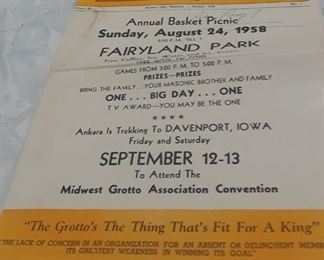 Annual Basket Picnic
Sunday, August 24, 1958
FAIRYLAND PARK
GAMES FROM 3:00 P. M. TO 5:00 P. M.
PRIZES—PRIZES
BRING THE FAMILY... YOUR MASONIC BROTHER AND FAMILY
ONE ... BIG DAY ... ONE
TV AWARD—YOU MAY BE THE ONE
★★★★
Ankara Is Trekking To DAVENPORT, IOWA
Friday and Saturday
SEPTEMBER 12-13
To Attend The
Midwest Grotto Association Convention
"The Grotto's The Thing That's Fit For A King"
"THE LACK OF CONCERN IN AN ORGANIZATION FOR AN ABSENT OR DELINQUENT MEMBER
ITS GREATEST WEAKNESS IN WINNING ITS GOAL"